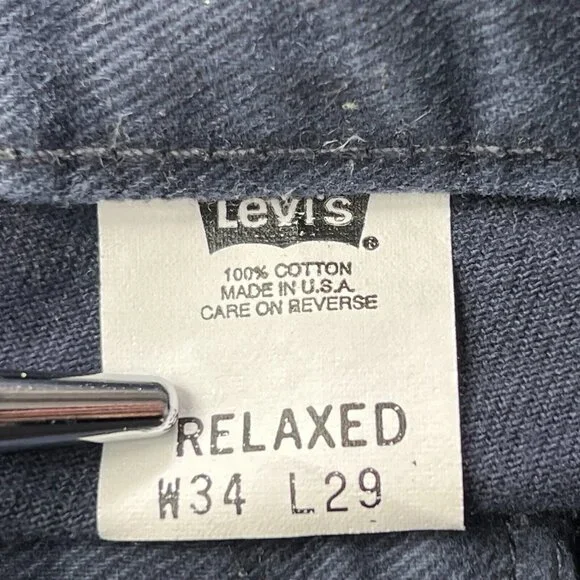 Levi's ®
100% COTTON
MADE IN U.S.A.
CARE ON REVERSE
RELAXED
W34 L29